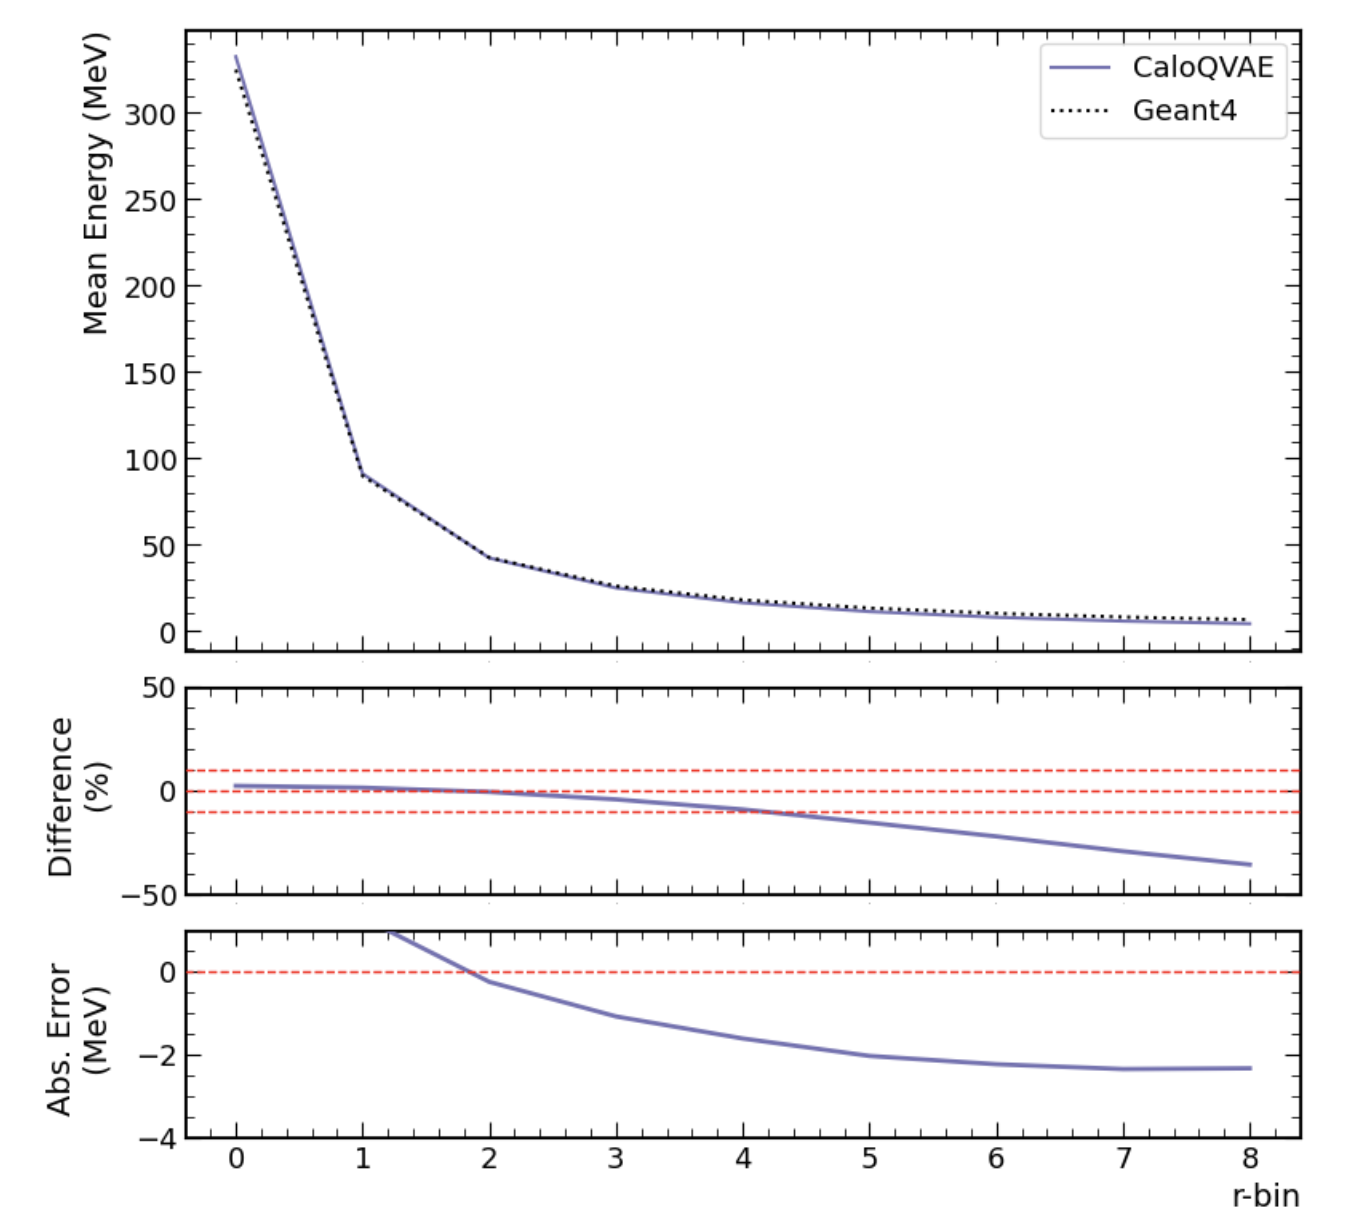 Mean Energy (MeV)
300
250
200
150
100
50
0
CaloQVAE
Geant4
Difference
(%)
50
0
−50
Abs. Error
(MeV)
0
−2
−4
0 1 2 3 4 5 6 7 8
r-bin